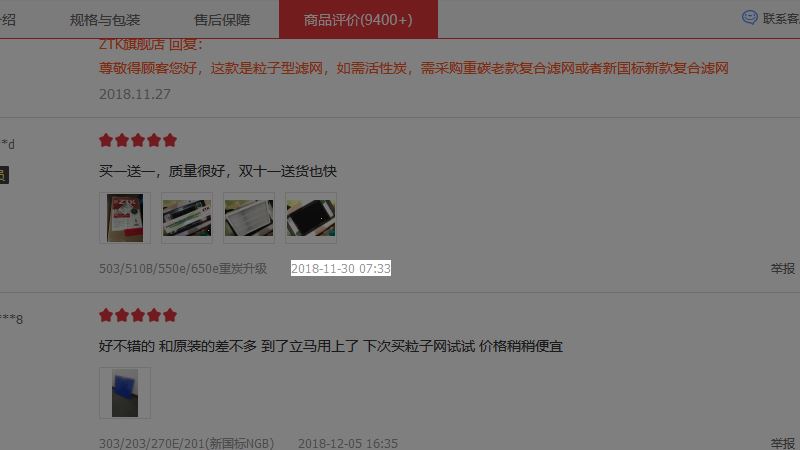 介绍 规格与包装 售后保障 商品评价(9400+) 联系客
ZTK旗舰店 回复：
尊敬得顾客您好，这款是粒子型滤网，如需活性炭，需采购重碳老款复合滤网或者新国标新款复合滤网
2018.11.27
*d
员
买一送一，质量很好，双十一送货也快
ZTK
503/510B/550e/650e重炭升级 2018-11-30 07:33 举报
***8
好不错的 和原装的差不多 到了立马用上了 下次买粒子网试试 价格稍稍便宜
303/203/270E/201(新国标NGB) 2018-12-05 16:35 举报